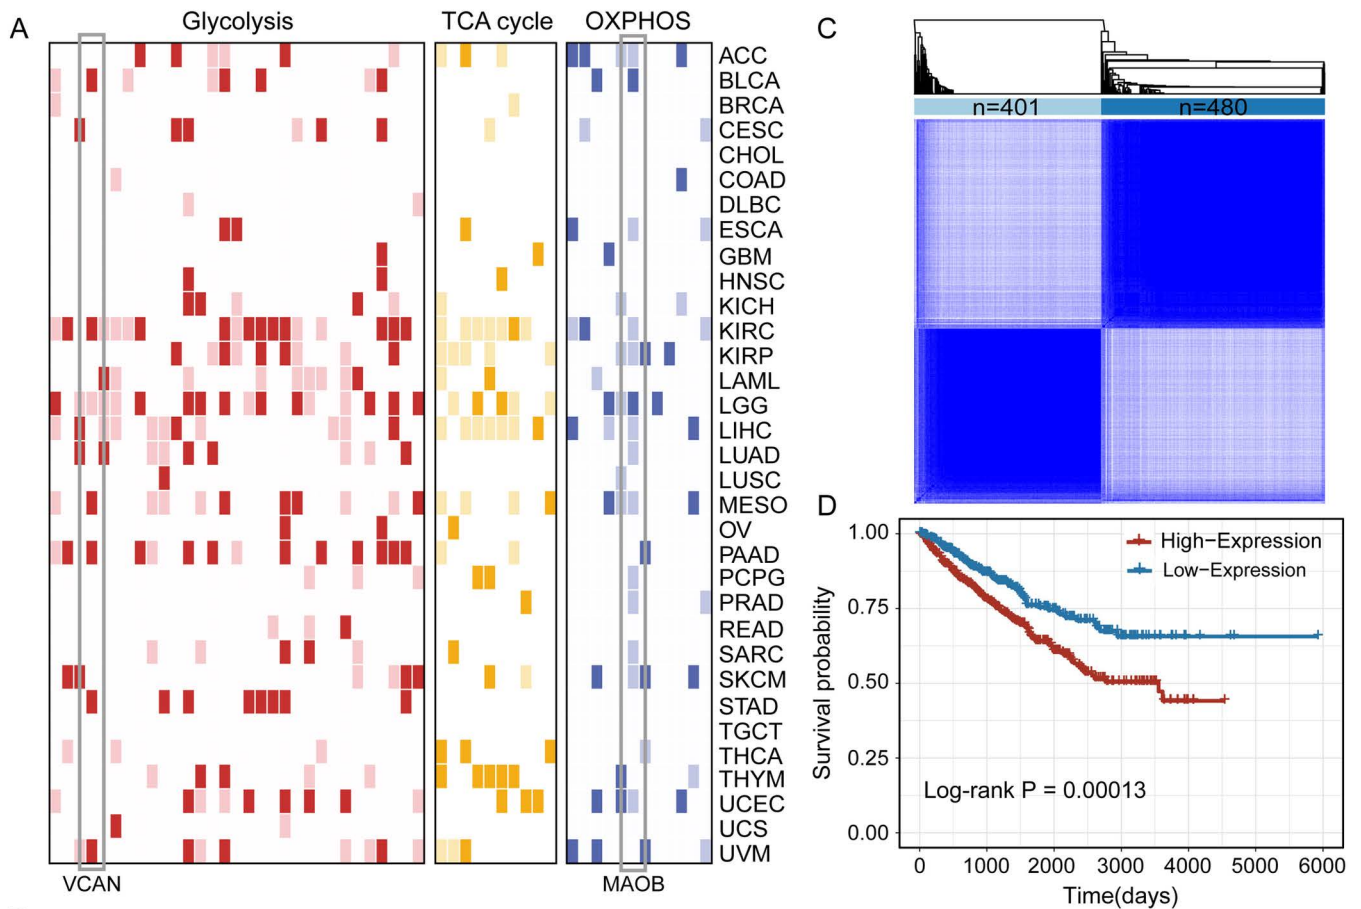 A
Glycolysis
TCA cycle
OXPHOS
ACC
BLCA
BRCA
CESC
CHOL
COAD
DLBC
ESCA
GBM
HNSC
KICH
KIRC
KIRP
LAML
LGG
LIHC
LUAD
LUSC
MESO
OV
PAAD
PCPG
PRAD
READ
SARC
SKCM
STAD
TGCT
THCA
THYM
UCEC
UCS
UVM
VCAN
MAOB
C
n=401
n=480
D
Survival probability
1.00
0.75
0.50
0.25
0.00
High-Expression
Low-Expression
Log-rank P = 0.00013
0 1000 2000 3000 4000 5000 6000
Time(days)